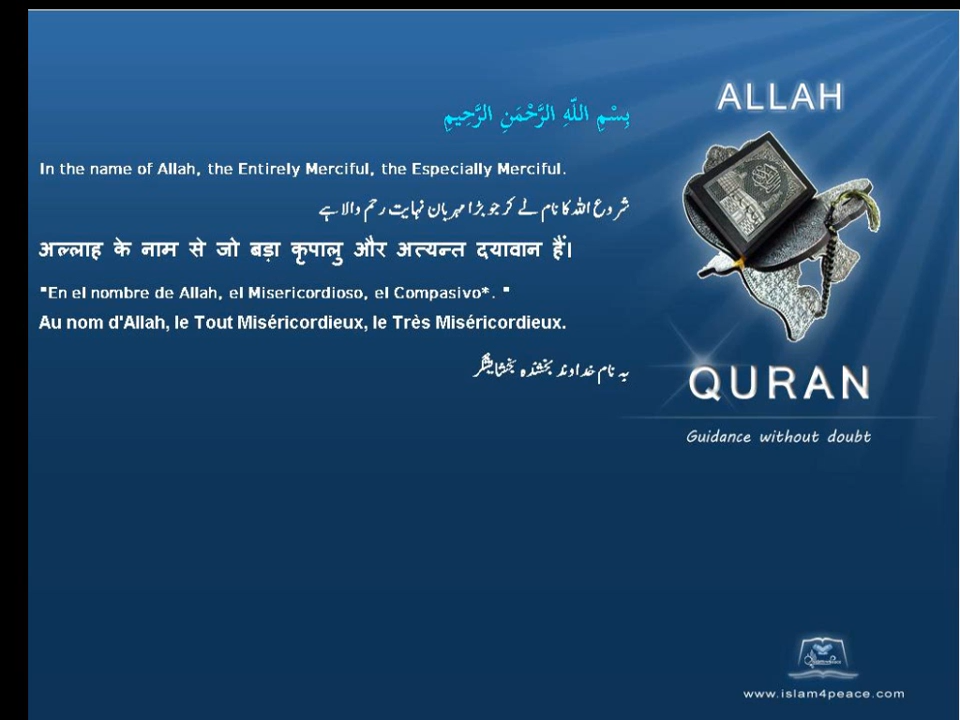 بِسْمِ اللّهِ الرَّحْمَنِ الرَّحِيمِ
In the name of Allah, the Entirely Merciful, the Especially Merciful.
شروع الله کا نام لے کر جو بڑا مہربان نہایت رحم والا ہے
अल्लाह के नाम से जो बड़ा कृपालु और अत्यन्त दयावान हैं।
"En el nombre de Allah, el Misericordioso, el Compasivo*. "
Au nom d'Allah, le Tout Miséricordieux, le Très Miséricordieux.
به نام خداوند بخشنده بخشایشگر
ALLAH
QURAN
Guidance without doubt
www.islam4peace.com